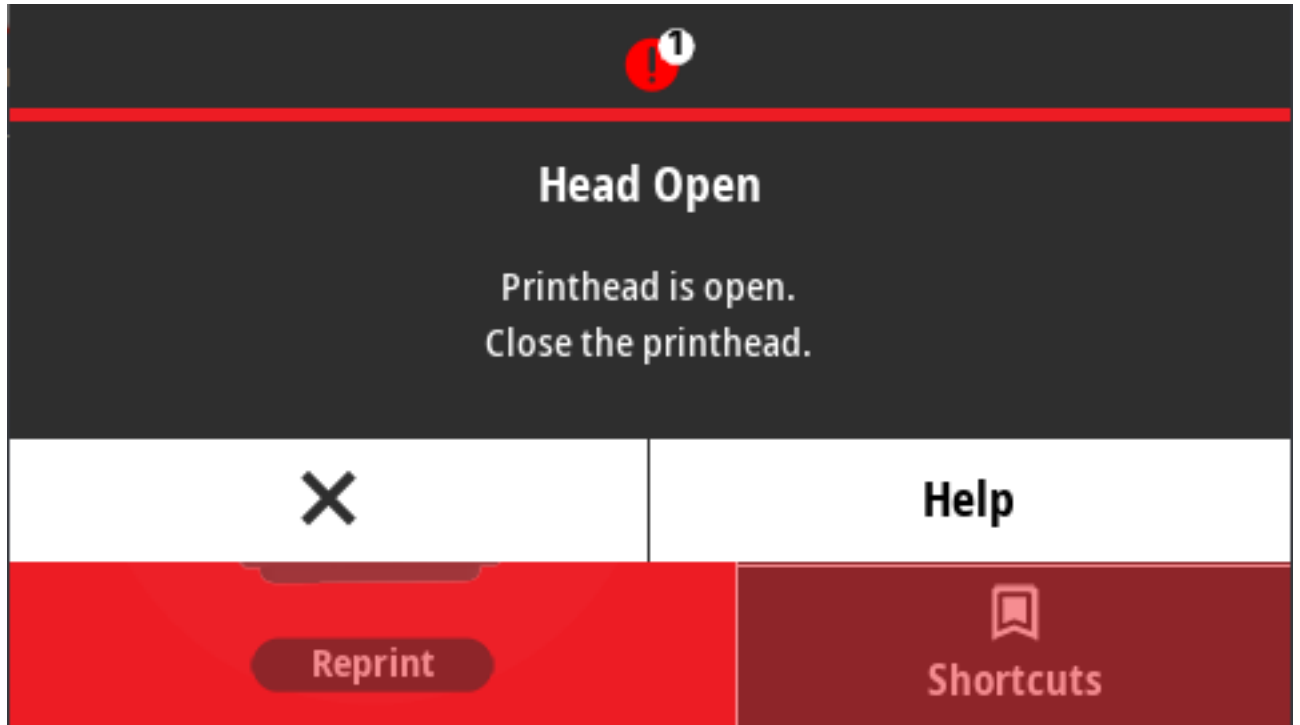 1
Head Open
Printhead is open.
Close the printhead.
Help
Reprint
Shortcuts